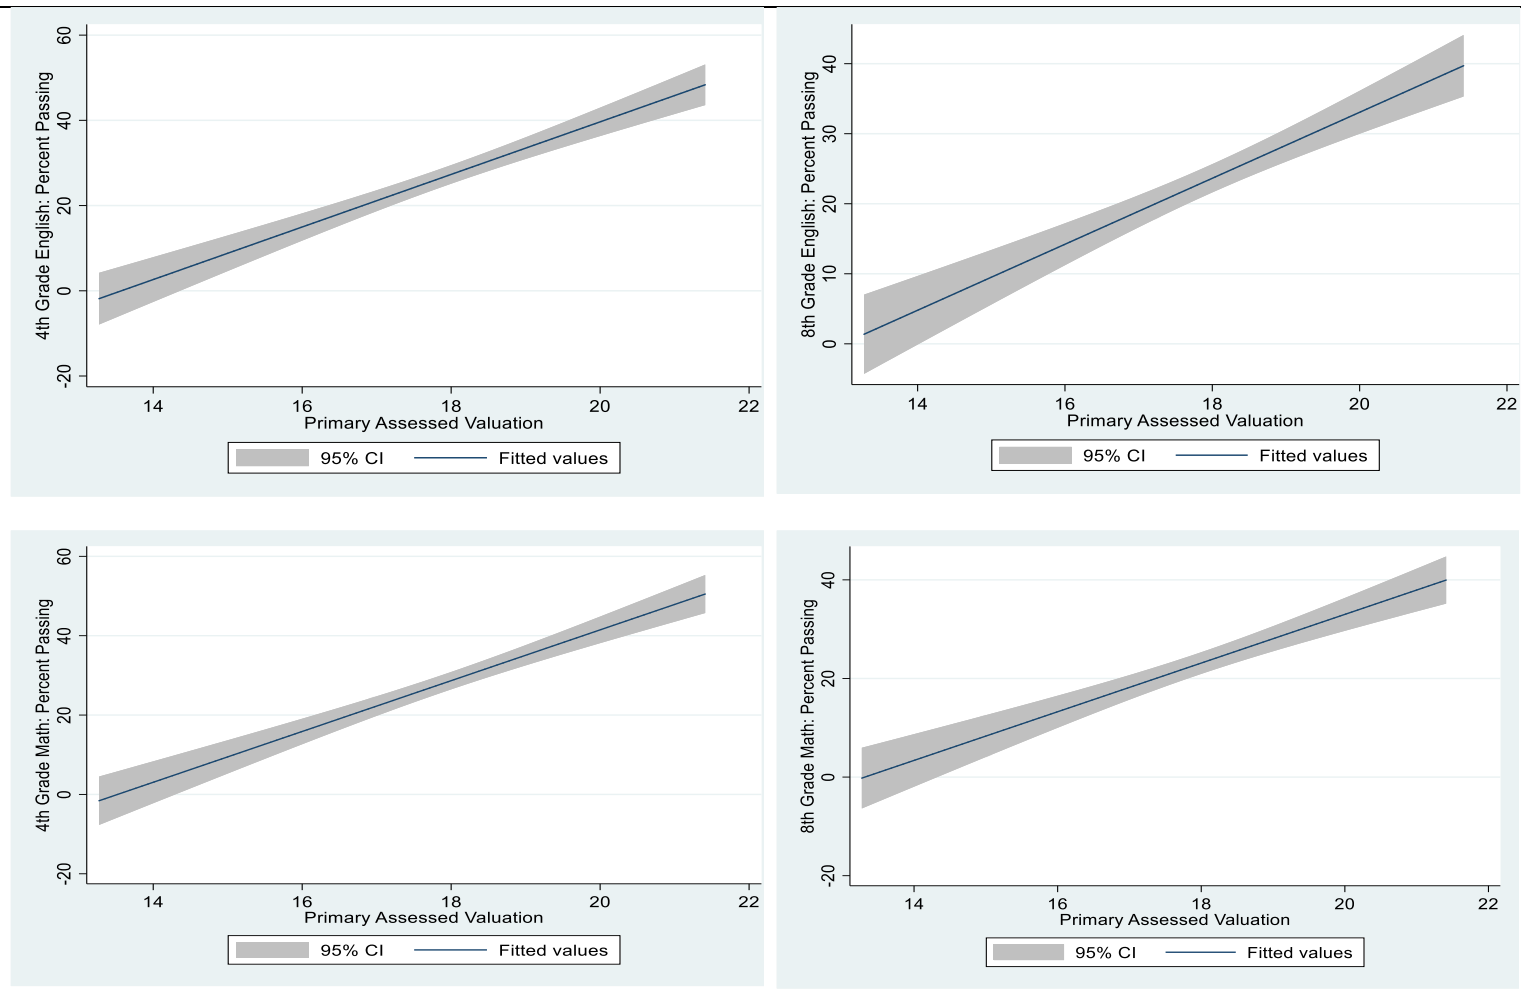 4th Grade English: Percent Passing
60
40
20
0
-20
14 16 18 20 22
Primary Assessed Valuation
95% CI Fitted values
8th Grade English: Percent Passing
40
30
20
10
0
14 16 18 20 22
Primary Assessed Valuation
95% CI Fitted values
4th Grade Math: Percent Passing
60
40
20
0
-20
14 16 18 20 22
Primary Assessed Valuation
95% CI Fitted values
8th Grade Math: Percent Passing
40
20
0
-20
14 16 18 20 22
Primary Assessed Valuation
95% CI Fitted values